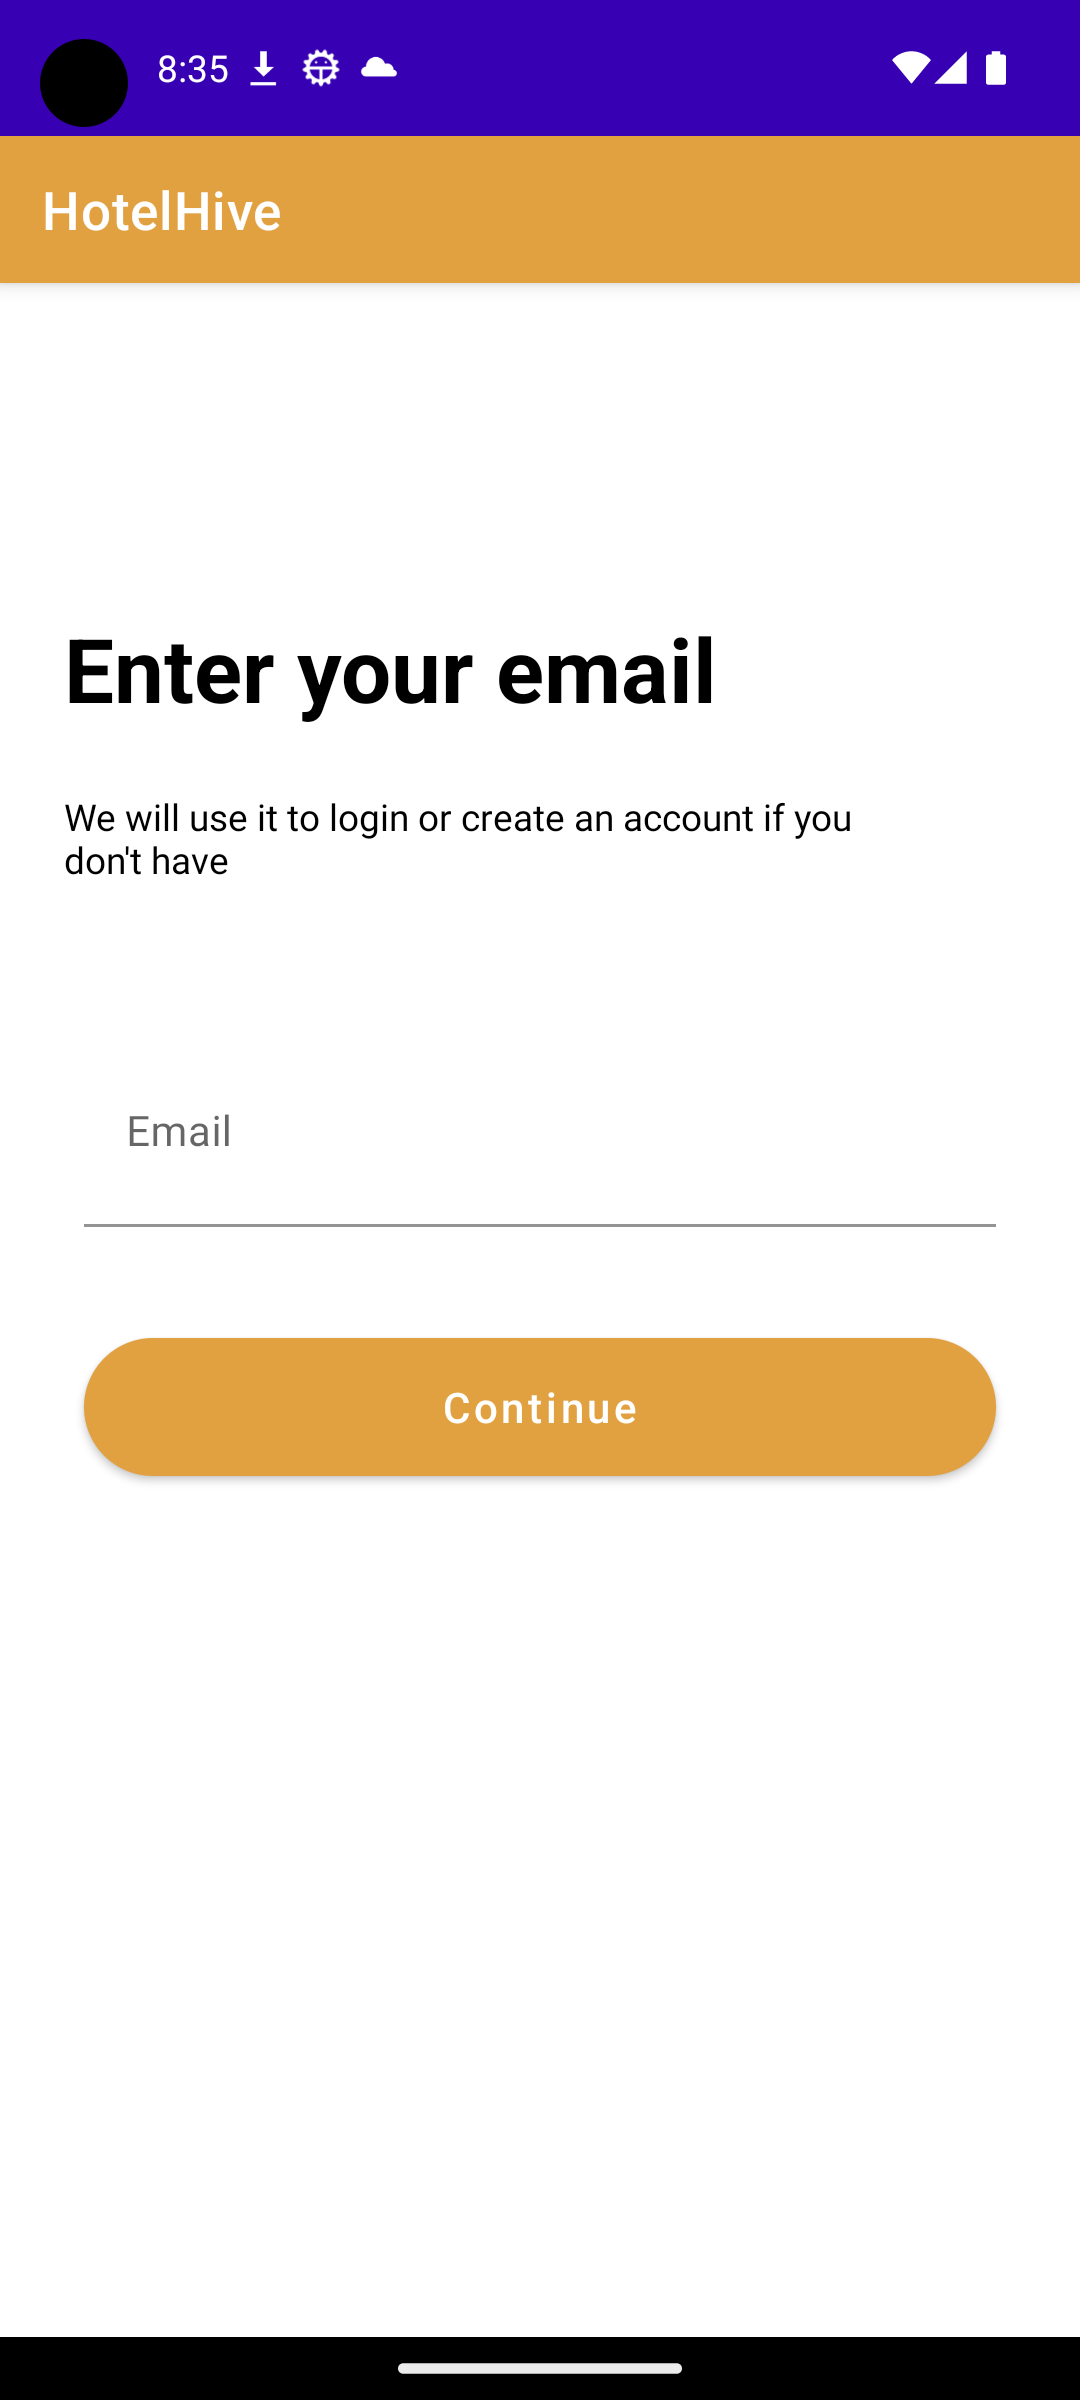 8:35
HotelHive
Enter your email
We will use it to login or create an account if you
don't have
Email
Continue